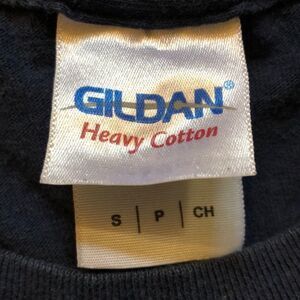 GILDAN®
Heavy Cotton
S | P | CH